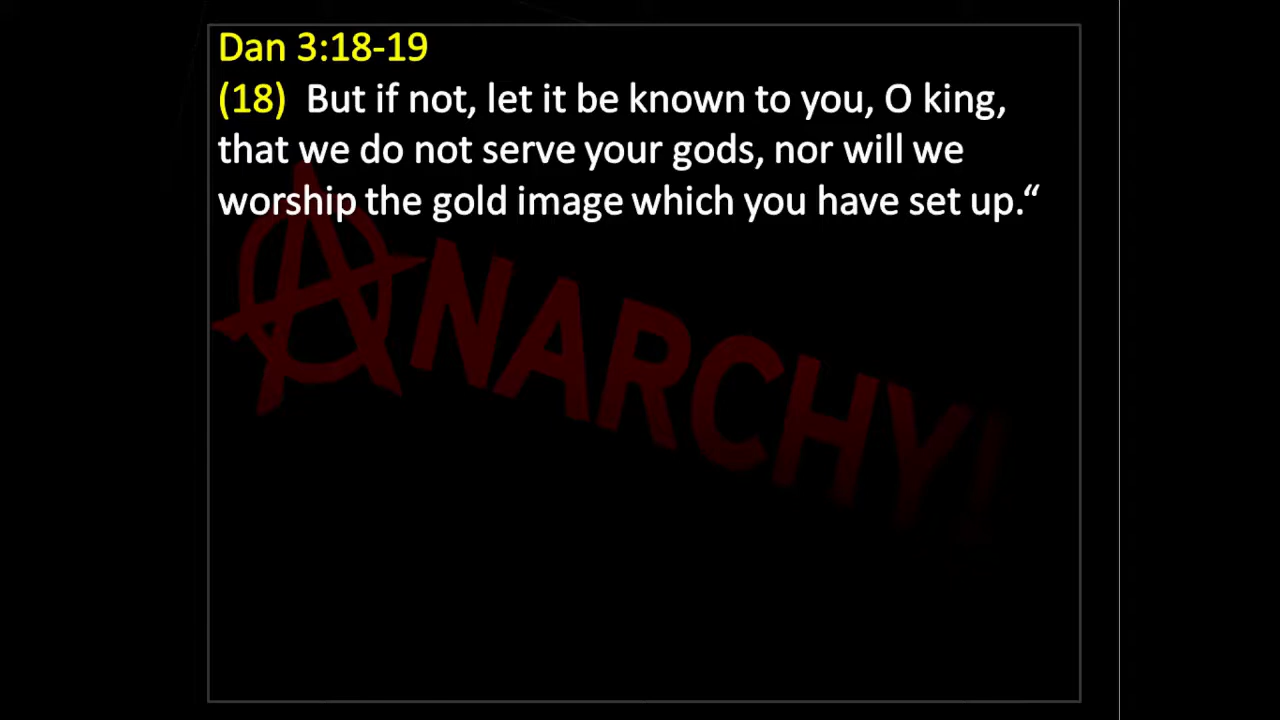 Dan 3:18-19
(18) But if not, let it be known to you, O king,
that we do not serve your gods, nor will we
worship the gold image which you have set up.“
ANARCHY!